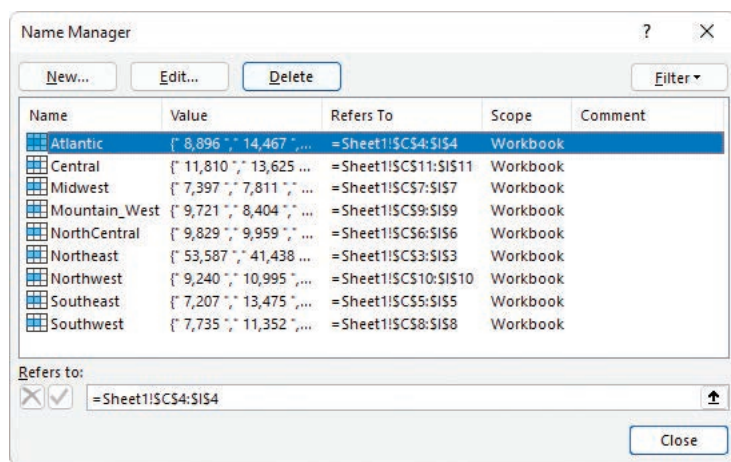 Name Manager ? X
New... Edit... Delete Filter
Name Value Refers To Scope Comment
Atlantic {" 8,896 "," 14,467 ",... =Sheet1!$C$4:$I$4 Workbook
Central {" 11,810 "," 13,625 ... =Sheet1!$C$11:$I$11 Workbook
Midwest {" 7,397 "," 7,811 "," ... =Sheet1!$C$7:$I$7 Workbook
Mountain_West {" 9,721 "," 8,404 "," ... =Sheet1!$C$9:$I$9 Workbook
NorthCentral {" 9,829 "," 9,959 "," ... =Sheet1!$C$6:$I$6 Workbook
Northeast {" 53,587 "," 41,438 ... =Sheet1!$C$3:$I$3 Workbook
Northwest {" 9,240 "," 10,995 ",... =Sheet1!$C$10:$I$10 Workbook
Southeast {" 7,207 "," 13,475 ",... =Sheet1!$C$5:$I$5 Workbook
Southwest {" 7,735 "," 11,352 ",... =Sheet1!$C$8:$I$8 Workbook
Refers to:
=Sheet1!$C$4:$I$4
Close